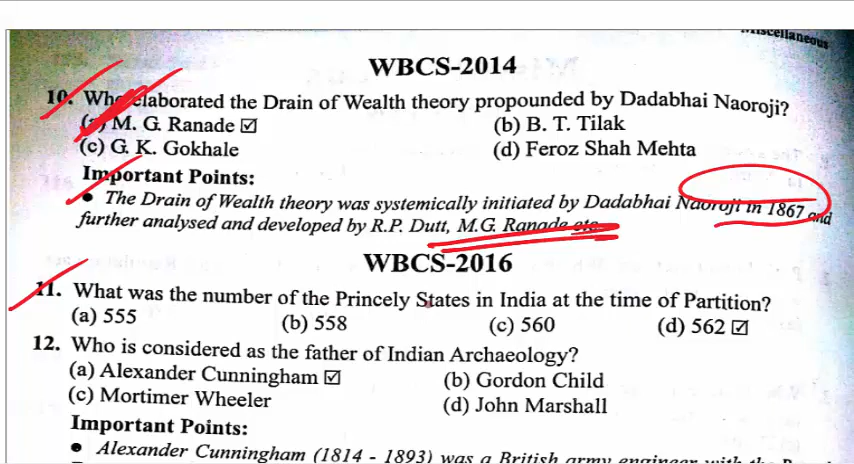 Miscellaneous
WBCS-2014
10. Who elaborated the Drain of Wealth theory propounded by Dadabhai Naoroji?
(a) M. G. Ranade ☑ (b) B. T. Tilak
(c) G. K. Gokhale (d) Feroz Shah Mehta
Important Points:
● The Drain of Wealth theory was systemically initiated by Dadabhai Naoroji in 1867 and
further analysed and developed by R.P. Dutt, M.G. Ranade etc.
WBCS-2016
11. What was the number of the Princely States in India at the time of Partition?
(a) 555 (b) 558 (c) 560 (d) 562 ☑
12. Who is considered as the father of Indian Archaeology?
(a) Alexander Cunningham ☑ (b) Gordon Child
(c) Mortimer Wheeler (d) John Marshall
Important Points:
● Alexander Cunningham (1814 - 1893) was a British army engineer with the